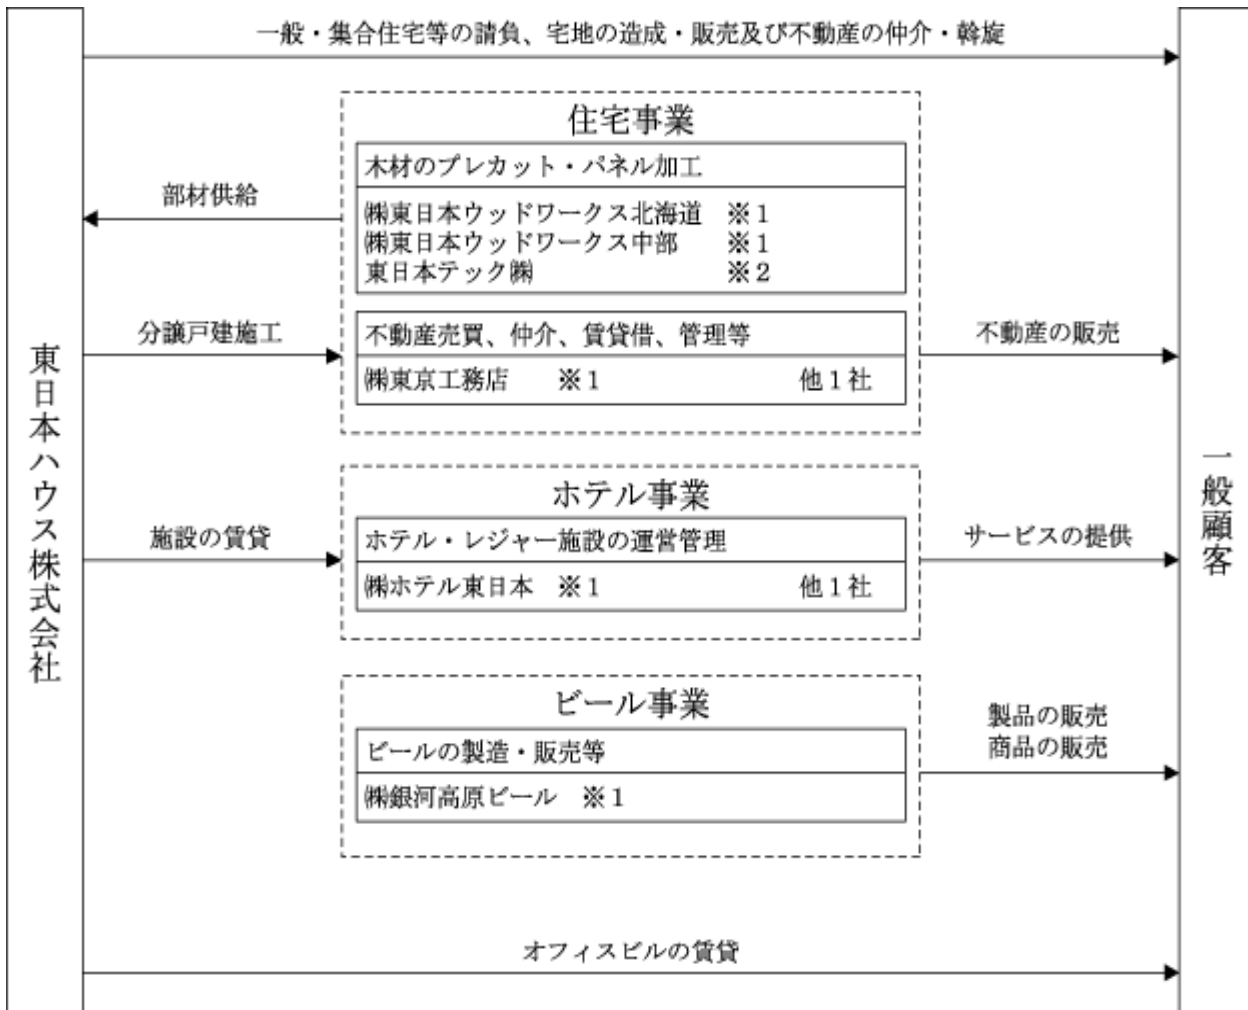 一般・集合住宅等の請負、宅地の造成・販売及び不動産の仲介・斡旋
東日本ハウス株式会社
一般顧客
住宅事業
木材のプレカット・パネル加工
㈱東日本ウッドワークス北海道 ※1
㈱東日本ウッドワークス中部 ※1
東日本テック㈱ ※2
部材供給
分譲戸建施工
不動産売買、仲介、賃貸借、管理等
㈱東京工務店 ※1 他1社
不動産の販売
ホテル事業
施設の賃貸
ホテル・レジャー施設の運営管理
㈱ホテル東日本 ※1 他1社
サービスの提供
ビール事業
ビールの製造・販売等
㈱銀河高原ビール ※1
製品の販売
商品の販売
オフィスビルの賃貸